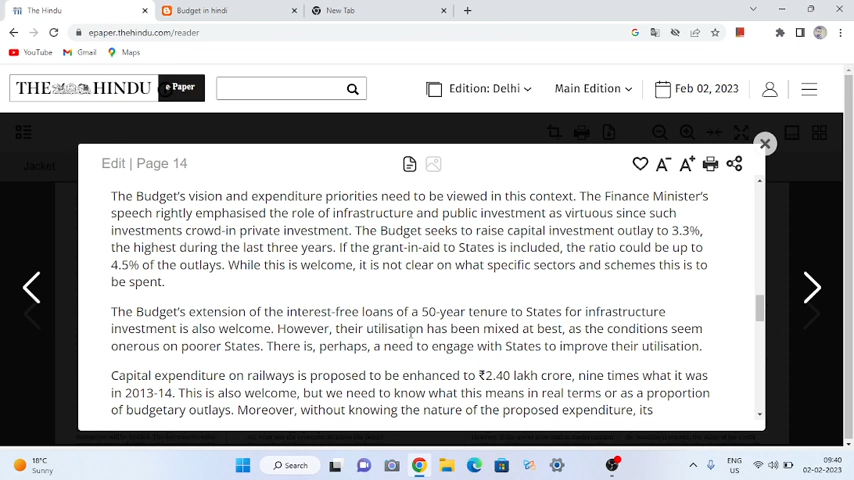 The Hindu
Budget in hindi
New Tab
epaper.thehindu.com/reader
YouTube
Gmail
Maps
THE HINDU
e Paper
Edition: Delhi
Main Edition
Feb 02, 2023
Jacket
Edit | Page 14
A-
A+
The Budget's vision and expenditure priorities need to be viewed in this context. The Finance Minister's
speech rightly emphasised the role of infrastructure and public investment as virtuous since such
investments crowd-in private investment. The Budget seeks to raise capital investment outlay to 3.3%,
the highest during the last three years. If the grant-in-aid to States is included, the ratio could be up to
4.5% of the outlays. While this is welcome, it is not clear on what specific sectors and schemes this is to
be spent.
The Budget's extension of the interest-free loans of a 50-year tenure to States for infrastructure
investment is also welcome. However, their utilisation has been mixed at best, as the conditions seem
onerous on poorer States. There is, perhaps, a need to engage with States to improve their utilisation.
Capital expenditure on railways is proposed to be enhanced to ₹2.40 lakh crore, nine times what it was
in 2013-14. This is also welcome, but we need to know what this means in real terms or as a proportion
of budgetary outlays. Moreover, without knowing the nature of the proposed expenditure, its
18°C
Sunny
Search
ENG
US
09:40
02-02-2023